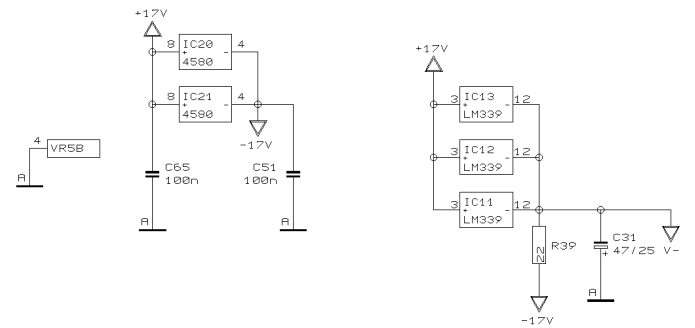 +17V
8 IC20 4
+ -
4580
8 IC21 4
+ -
4580
-17V
4 VR5B
A
C65
100n
C51
100n
A
A
+17V
3 IC13 12
+ -
LM339
3 IC12 12
+ -
LM339
3 IC11 12
+ -
LM339
22 R39
C31
47/25 V-
+
A
-17V